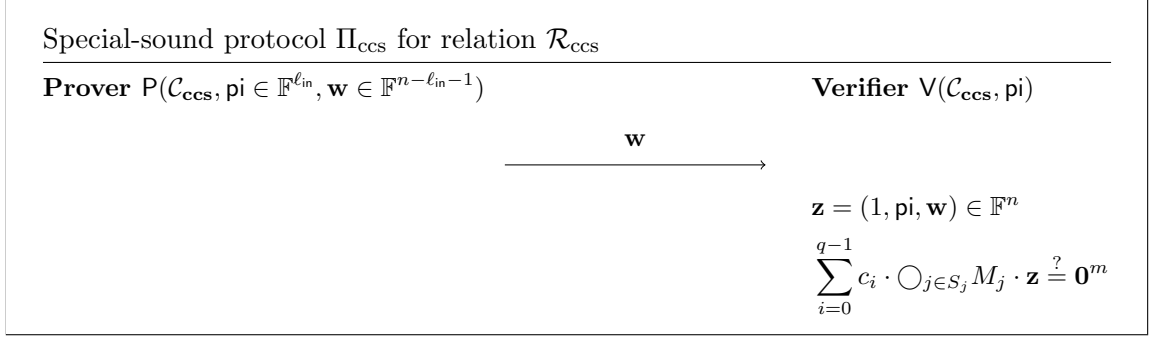 Special-sound protocol Π_ccs for relation ℛ_ccs
Prover P(𝒞_ccs, pi ∈ 𝔽^{ℓ_in}, w ∈ 𝔽^{n−ℓ_in−1}) Verifier V(𝒞_ccs, pi)
w
z = (1, pi, w) ∈ 𝔽^n
∑_{i=0}^{q−1} c_i · ◯_{j∈S_j} M_j · z ≟ 0^m